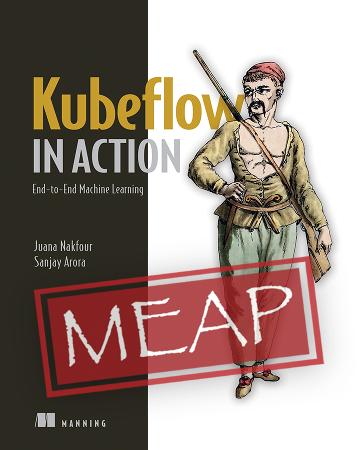 Kubeflow
IN ACTION
End-to-End Machine Learning
Juana Nakfour
Sanjay Arora
MEAP
MANNING